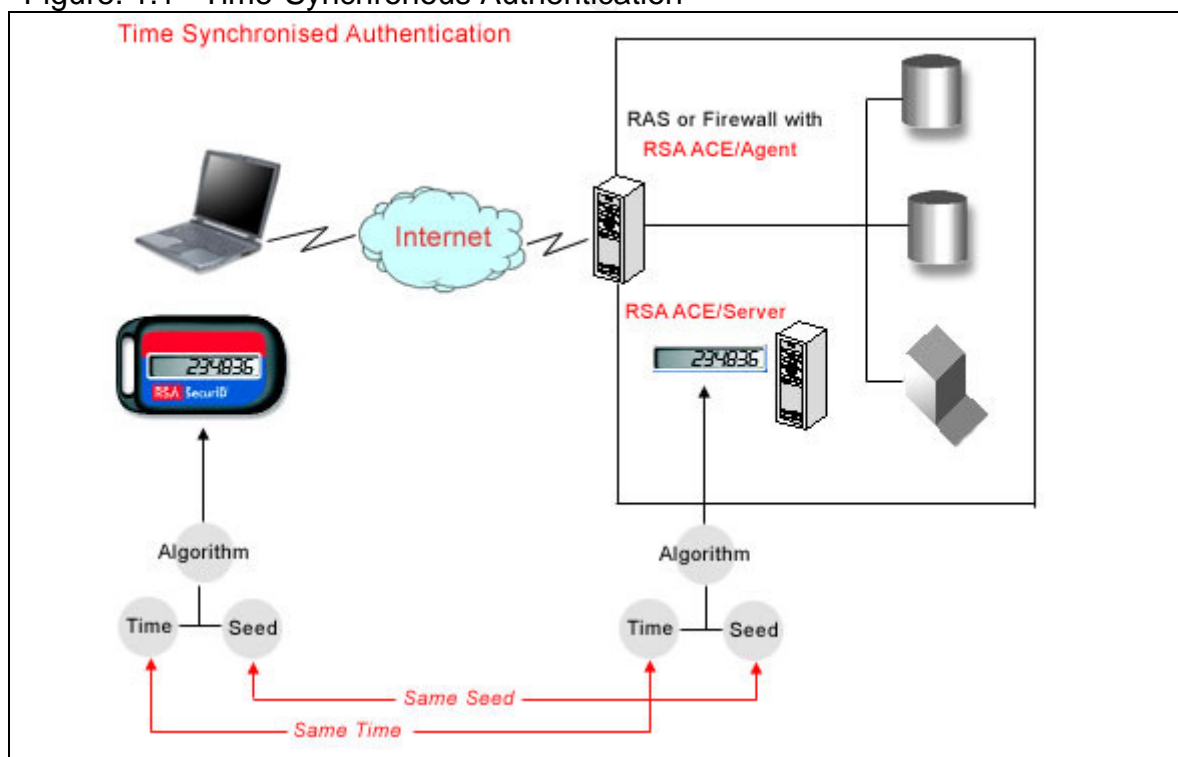 Figure: 1.1 Time-Synchronous Authentication
Time Synchronised Authentication
RAS or Firewall with
RSA ACE/Agent
Internet
RSA ACE/Server
234836
234836
RSA SecurID
Algorithm
Algorithm
Time
Seed
Time
Seed
Same Seed
Same Time